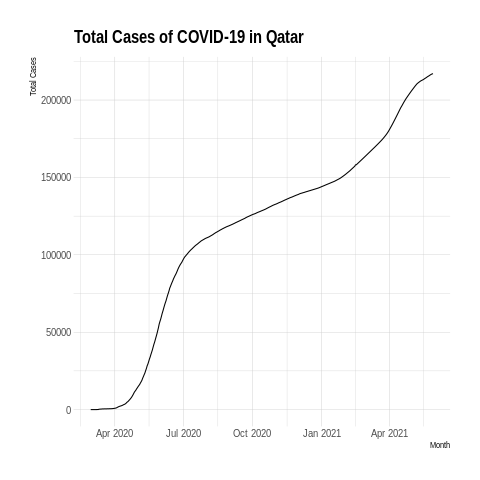 Total Cases of COVID-19 in Qatar
Total Cases
200000
150000
100000
50000
0
Apr 2020 Jul 2020 Oct 2020 Jan 2021 Apr 2021
Month